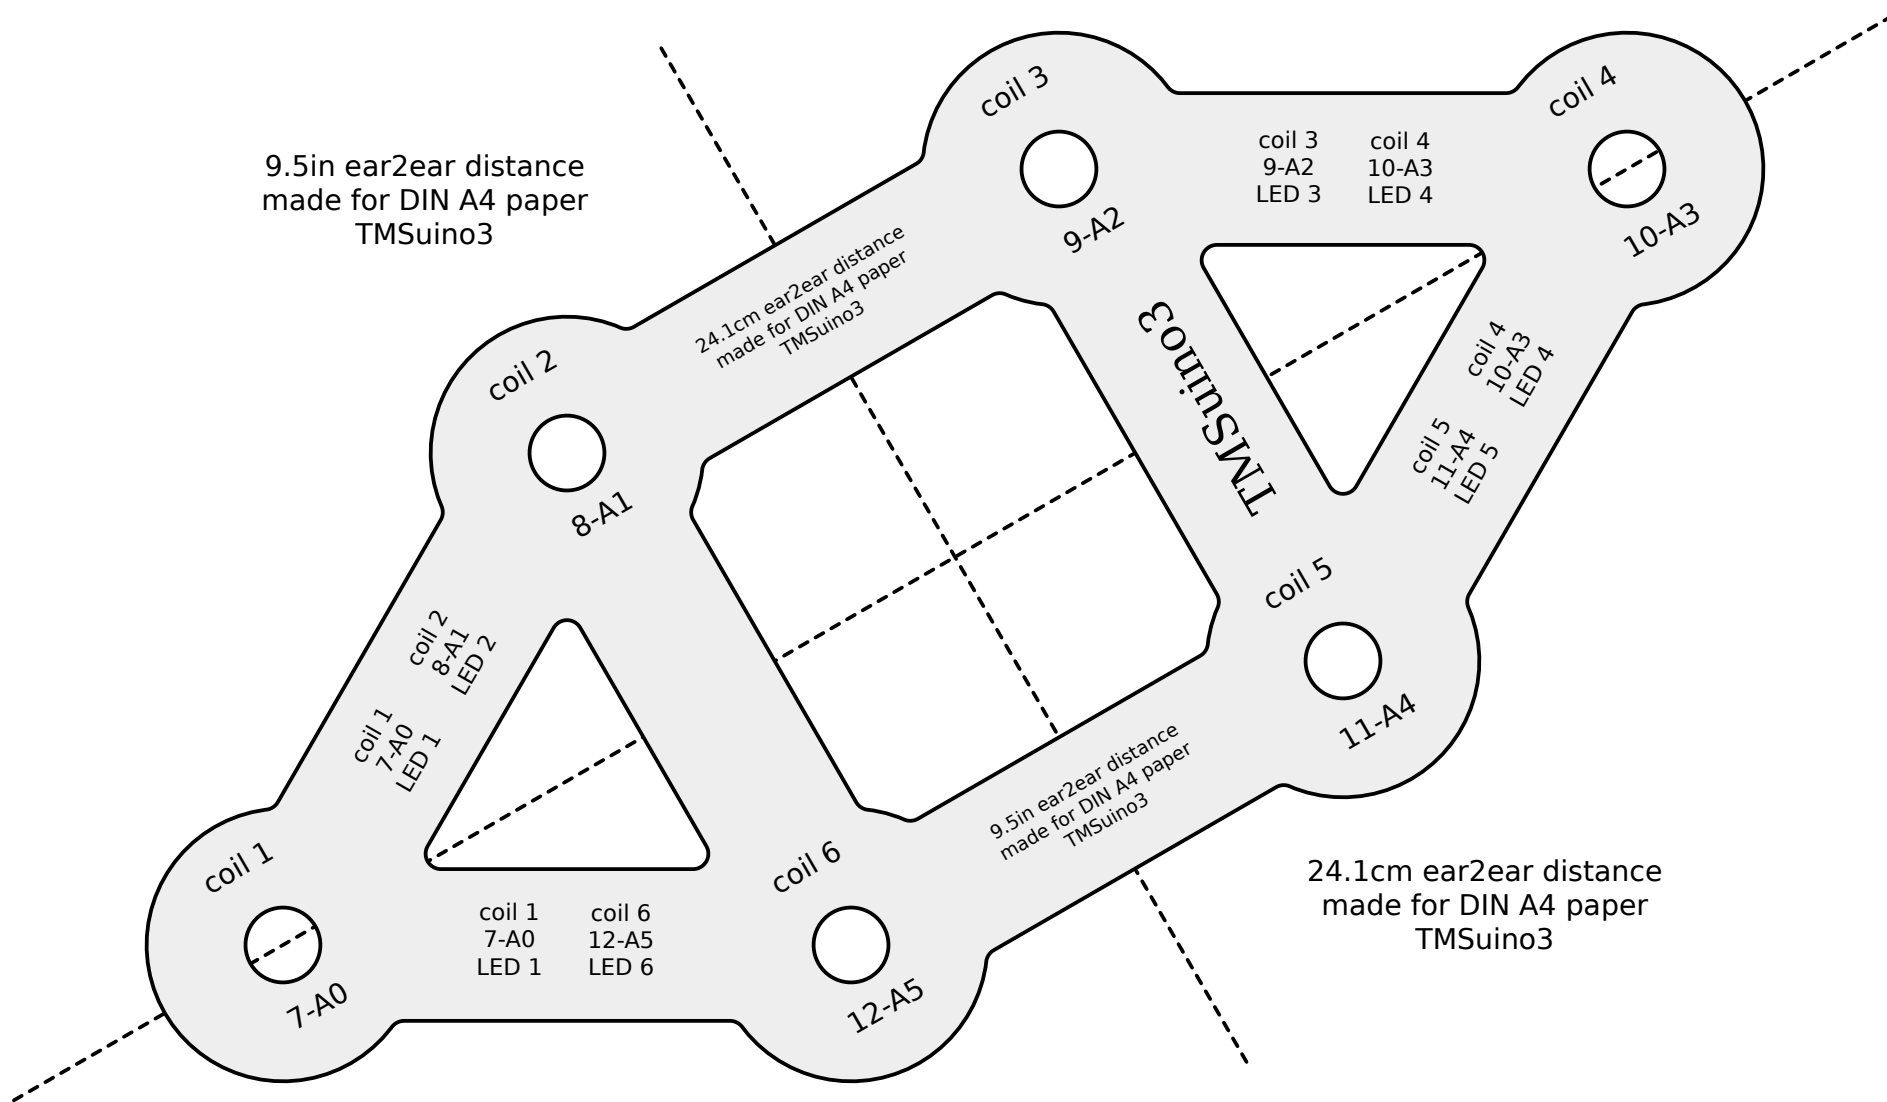 9.5in ear2ear distance
made for DIN A4 paper
TMSuino3
coil 3
9-A2
coil 3
9-A2
LED 3
coil 4
10-A3
LED 4
coil 4
10-A3
24.1cm ear2ear distance
made for DIN A4 paper
TMSuino3
TMSuino3
coil 4
10-A3
LED 4
coil 5
11-A4
LED 5
coil 2
8-A1
coil 5
11-A4
coil 2
8-A1
LED 2
coil 1
7-A0
LED 1
9.5in ear2ear distance
made for DIN A4 paper
TMSuino3
coil 1
7-A0
coil 1
7-A0
LED 1
coil 6
12-A5
LED 6
coil 6
12-A5
24.1cm ear2ear distance
made for DIN A4 paper
TMSuino3